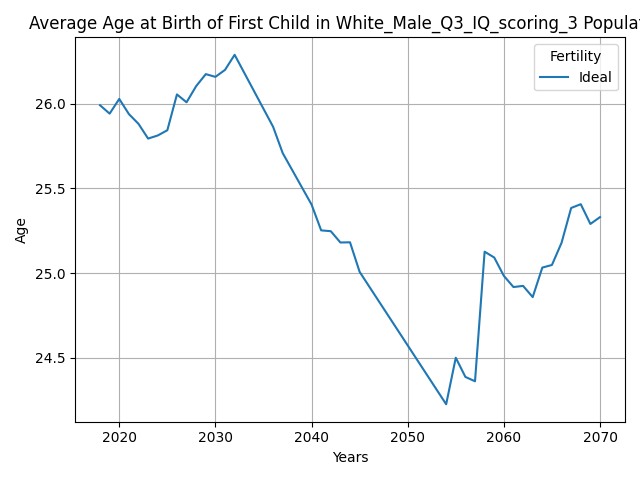 Average Age at Birth of First Child in White_Male_Q3_IQ_scoring_3 Populat
Fertility
Ideal
26.0
25.5
25.0
24.5
Age
2020 2030 2040 2050 2060 2070
Years